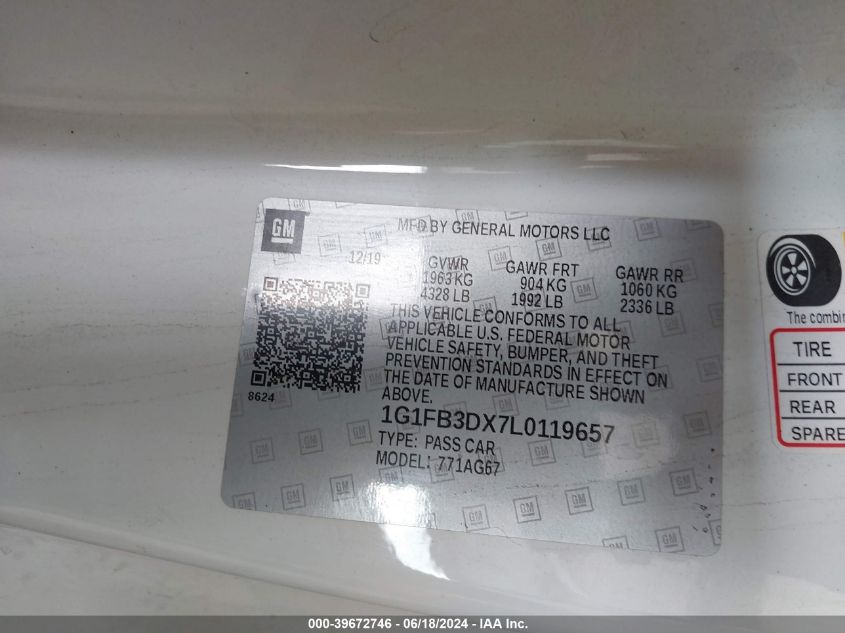 GM
MFD BY GENERAL MOTORS LLC
12/19
GVWR GAWR FRT GAWR RR
1963 KG 904 KG 1060 KG
4328 LB 1992 LB 2336 LB
THIS VEHICLE CONFORMS TO ALL
APPLICABLE U.S. FEDERAL MOTOR
VEHICLE SAFETY, BUMPER, AND THEFT
PREVENTION STANDARDS IN EFFECT ON
THE DATE OF MANUFACTURE SHOWN
ABOVE.
8624
1G1FB3DX7L0119657
TYPE: PASS CAR
MODEL: 771AG67
The combin
TIRE
FRONT
REAR
SPARE
000-39672746 - 06/18/2024 - IAA Inc.